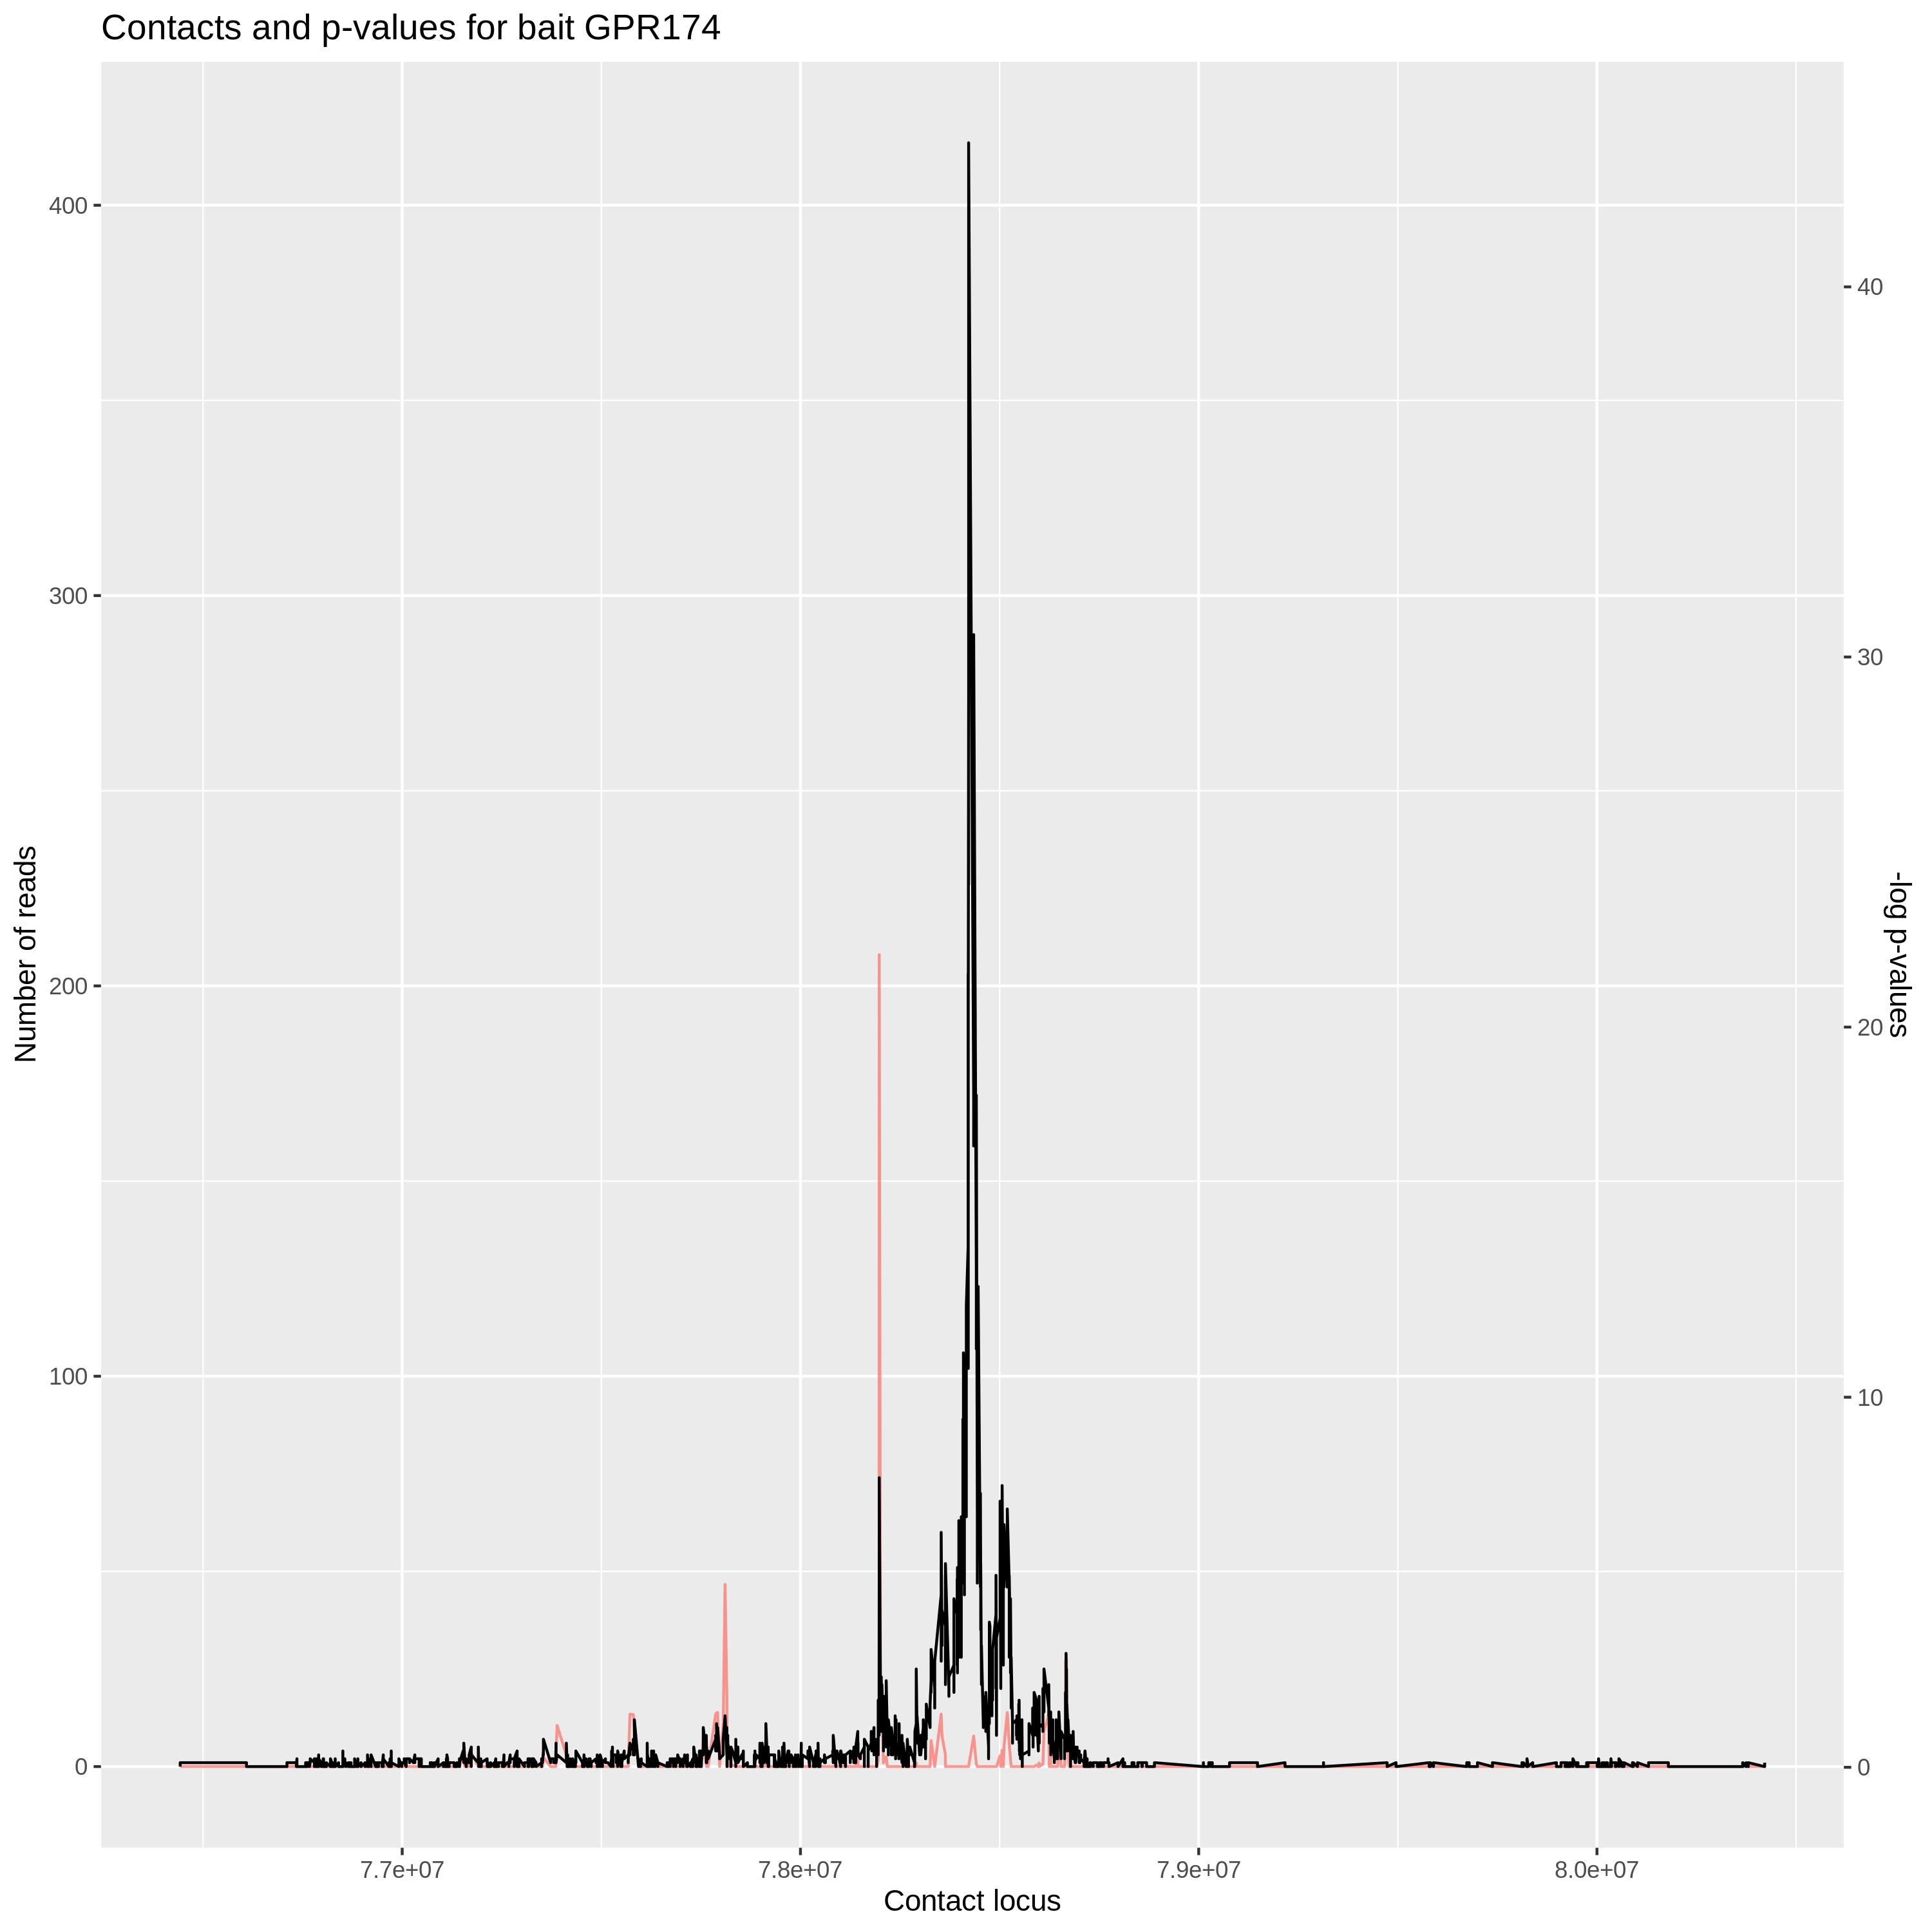 Contacts and p-values for bait GPR174
400
300
200
100
0
Number of reads
40
30
20
10
0
-log p-values
7.7e+07
7.8e+07
7.9e+07
8.0e+07
Contact locus